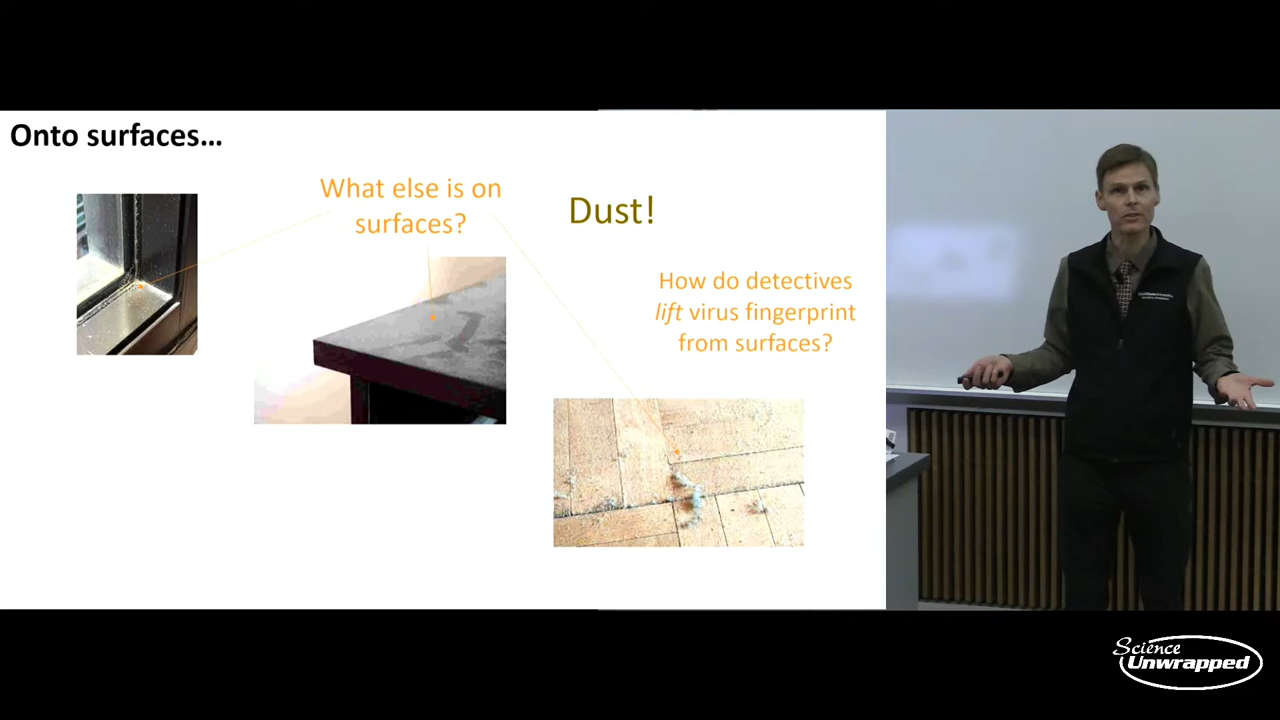 Onto surfaces...
What else is on
surfaces?
Dust!
How do detectives
lift virus fingerprint
from surfaces?
Science
Unwrapped